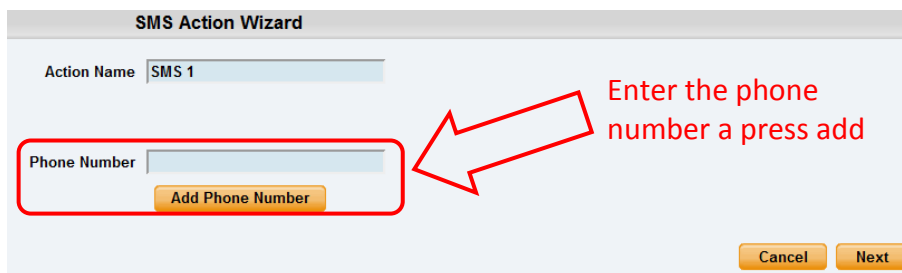 SMS Action Wizard
Action Name SMS 1
Enter the phone
number a press add
Phone Number
Add Phone Number
Cancel Next